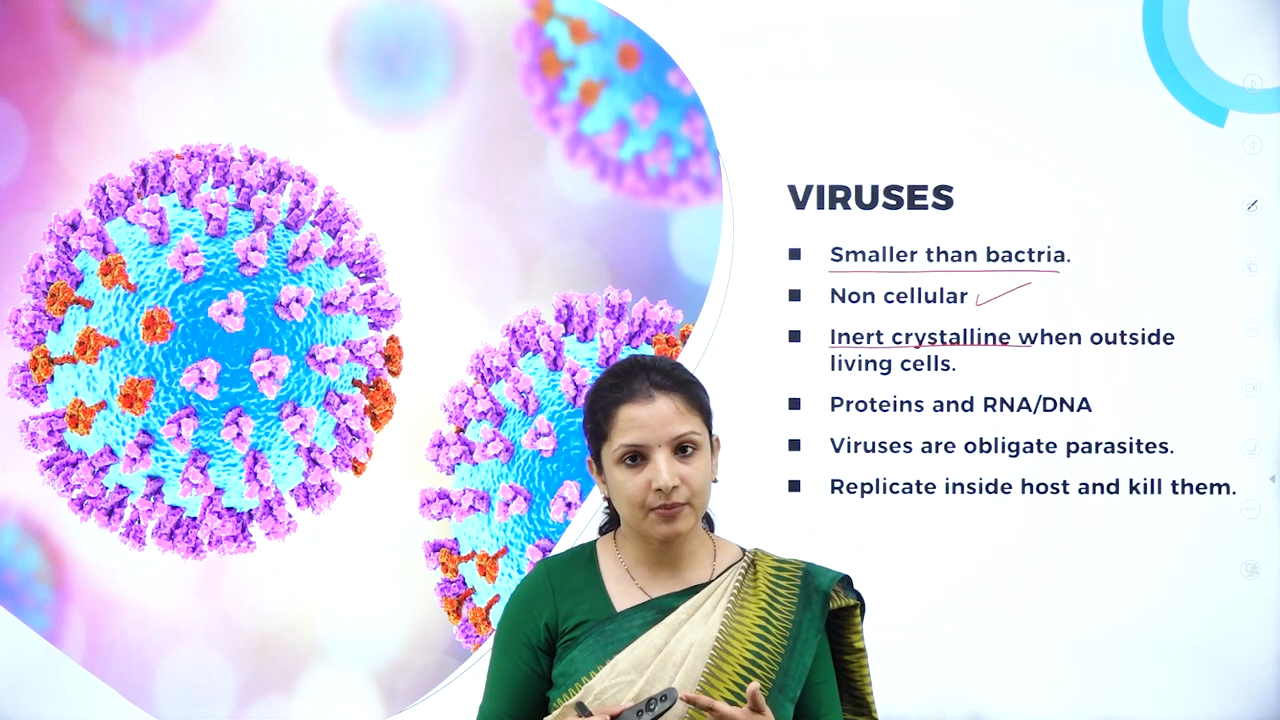 VIRUSES
Smaller than bactria.
Non cellular
Inert crystalline when outside
living cells.
Proteins and RNA/DNA
Viruses are obligate parasites.
Replicate inside host and kill them.